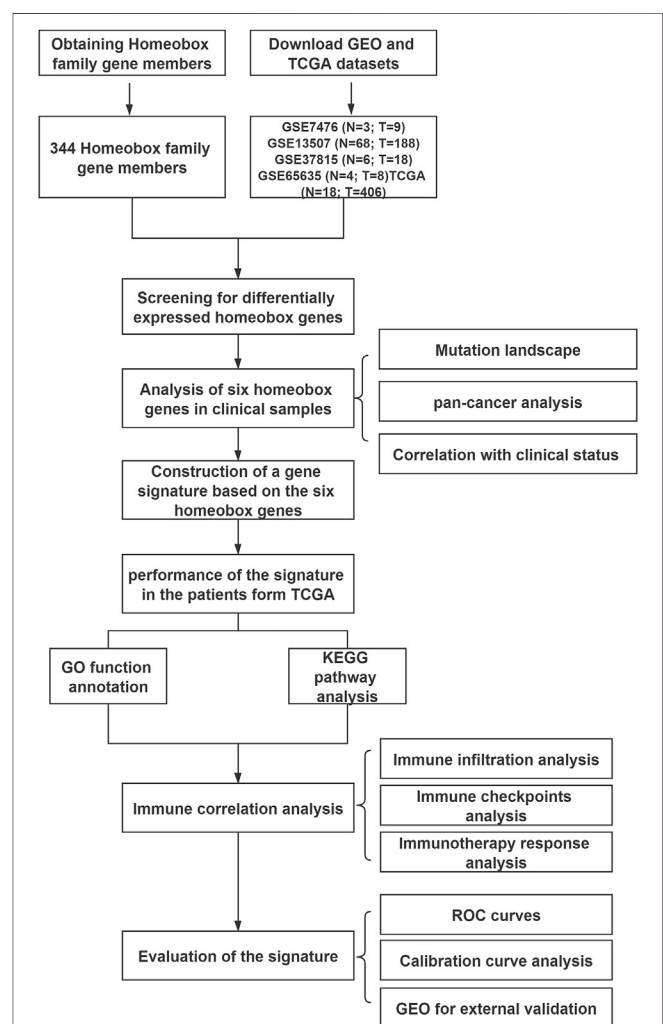 Obtaining Homeobox
family gene members
Download GEO and
TCGA datasets
344 Homeobox family
gene members
GSE7476 (N=3; T=9)
GSE13507 (N=68; T=188)
GSE37815 (N=6; T=18)
GSE65635 (N=4; T=8)TCGA
(N=18; T=406)
Screening for differentially
expressed homeobox genes
Analysis of six homeobox
genes in clinical samples
Mutation landscape
pan-cancer analysis
Correlation with clinical status
Construction of a gene
signature based on the six
homeobox genes
performance of the signature
in the patients form TCGA
GO function
annotation
KEGG
pathway
analysis
Immune correlation analysis
Immune infiltration analysis
Immune checkpoints
analysis
Immunotherapy response
analysis
Evaluation of the signature
ROC curves
Calibration curve analysis
GEO for external validation